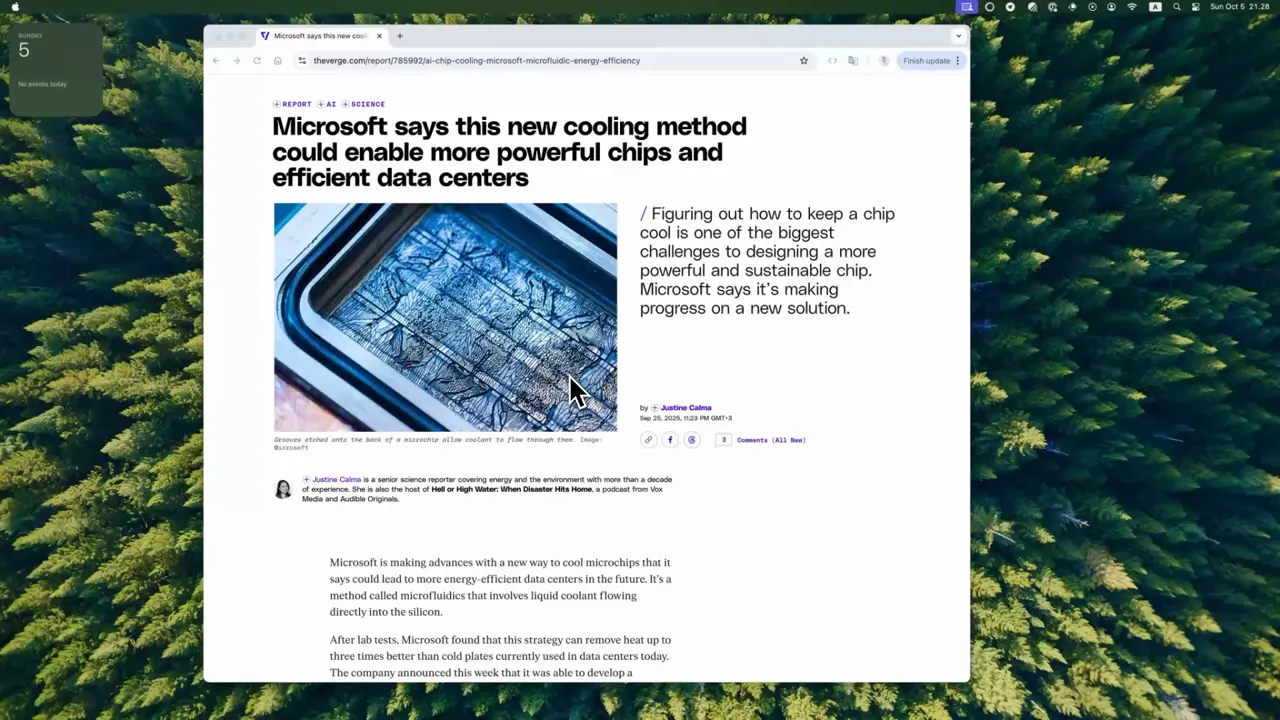 Sun Oct 5 21.28
SUNDAY
5
No events today
Microsoft says this new cool
theverge.com/report/785992/ai-chip-cooling-microsoft-microfluidic-energy-efficiency
Finish update
REPORT AI SCIENCE
Microsoft says this new cooling method
could enable more powerful chips and
efficient data centers
/ Figuring out how to keep a chip
cool is one of the biggest
challenges to designing a more
powerful and sustainable chip.
Microsoft says it's making
progress on a new solution.
by Justine Calma
Sep 25, 2025, 11:23 PM GMT+3
3 Comments (All New)
Grooves etched onto the back of a microchip allow coolant to flow through them. Image:
Microsoft
Justine Calma is a senior science reporter covering energy and the environment with more than a decade
of experience. She is also the host of Hell or High Water: When Disaster Hits Home, a podcast from Vox
Media and Audible Originals.
Microsoft is making advances with a new way to cool microchips that it
says could lead to more energy-efficient data centers in the future. It's a
method called microfluidics that involves liquid coolant flowing
directly into the silicon.
After lab tests, Microsoft found that this strategy can remove heat up to
three times better than cold plates currently used in data centers today.
The company announced this week that it was able to develop a